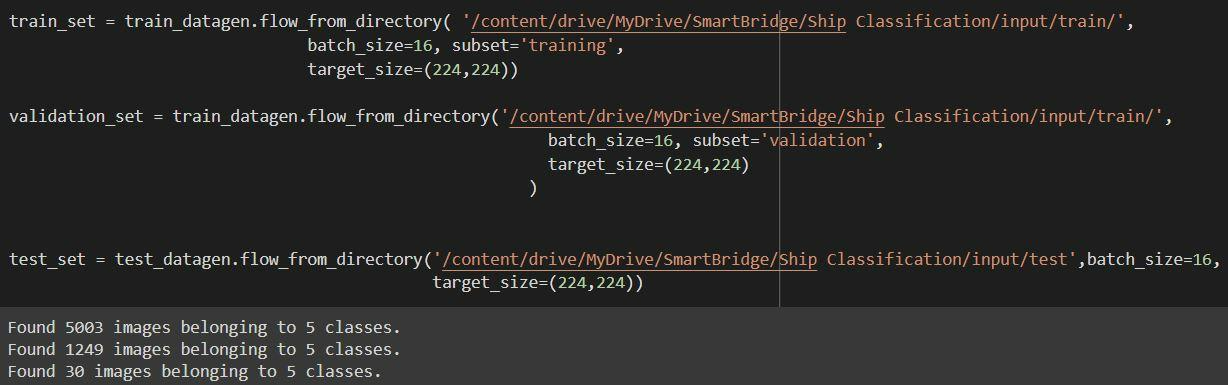 train_set = train_datagen.flow_from_directory( '/content/drive/MyDrive/SmartBridge/Ship Classification/input/train/',
batch_size=16, subset='training',
target_size=(224,224))
validation_set = train_datagen.flow_from_directory('/content/drive/MyDrive/SmartBridge/Ship Classification/input/train/',
batch_size=16, subset='validation',
target_size=(224,224)
)
test_set = test_datagen.flow_from_directory('/content/drive/MyDrive/SmartBridge/Ship Classification/input/test',batch_size=16,
target_size=(224,224))
Found 5003 images belonging to 5 classes.
Found 1249 images belonging to 5 classes.
Found 30 images belonging to 5 classes.